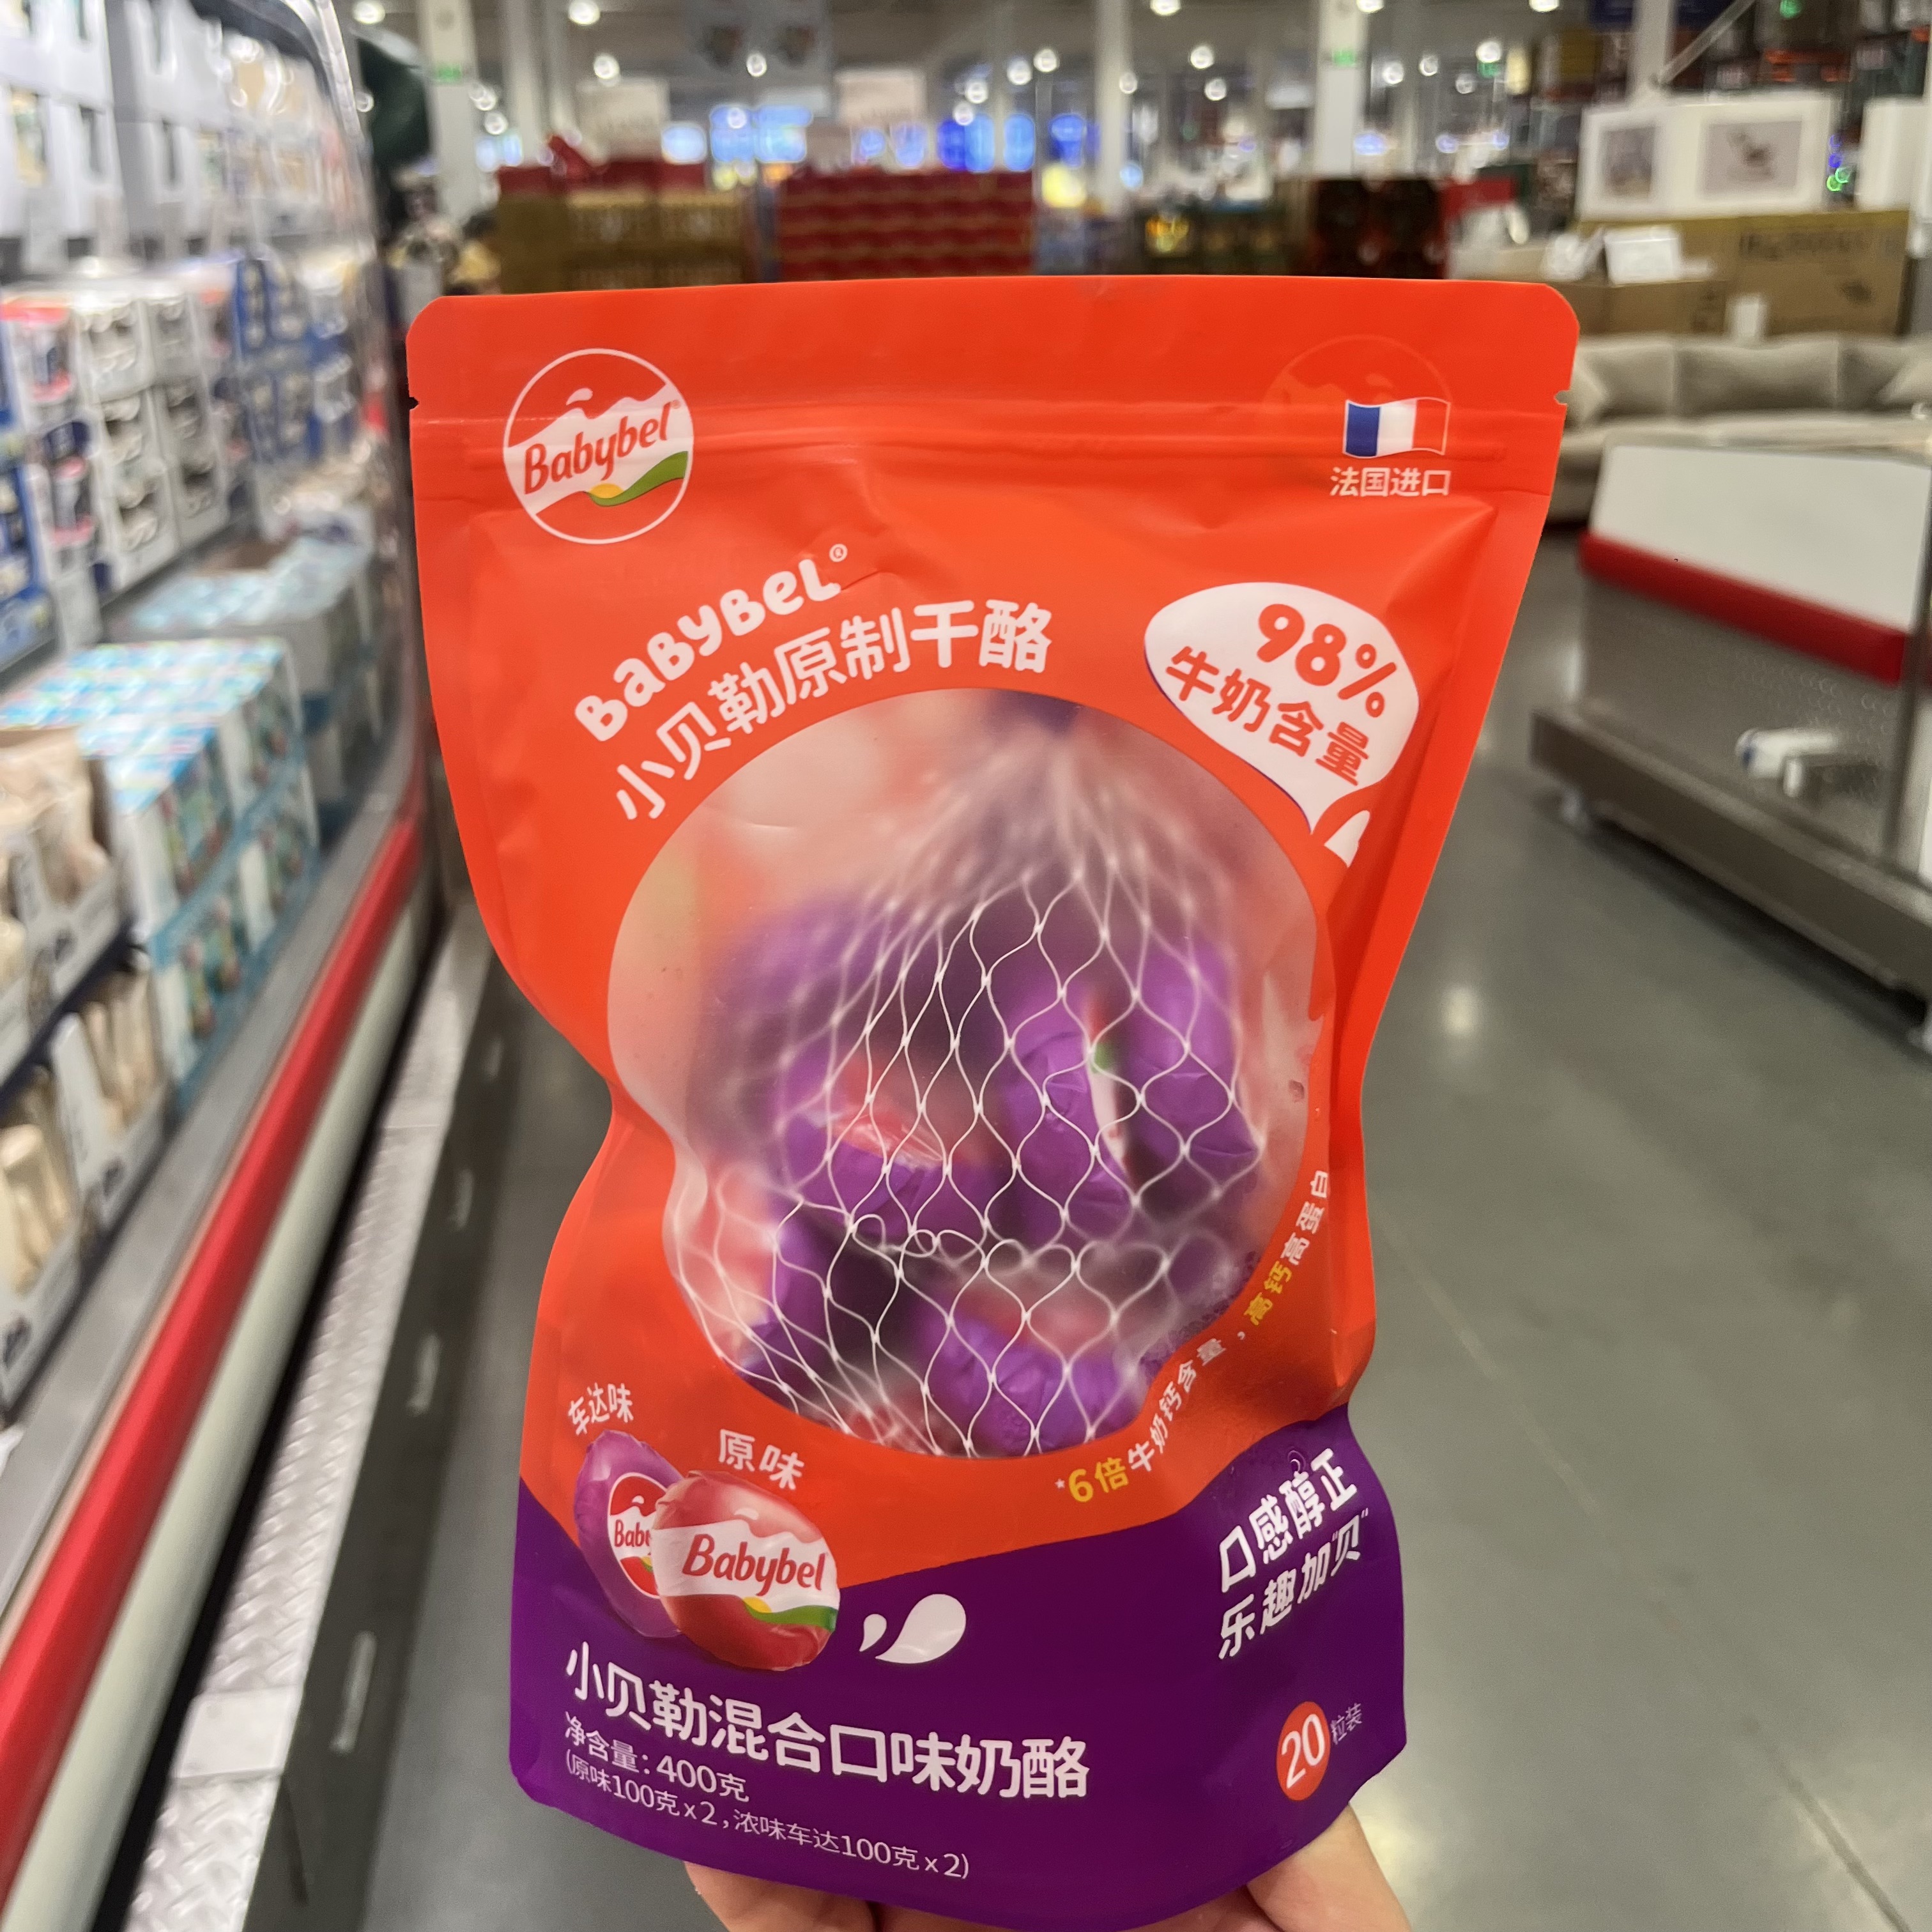 Babybel
法国进口
BaBYBeL®
小贝勒原制干酪
98%
牛奶含量
*6倍牛奶钙含量，高钙高蛋白
车达味
原味
Baby
Babybel
口感醇正
乐趣加"贝"
小贝勒混合口味奶酪
净含量：400克
(原味100克x2，浓味车达100克x2)
20粒装